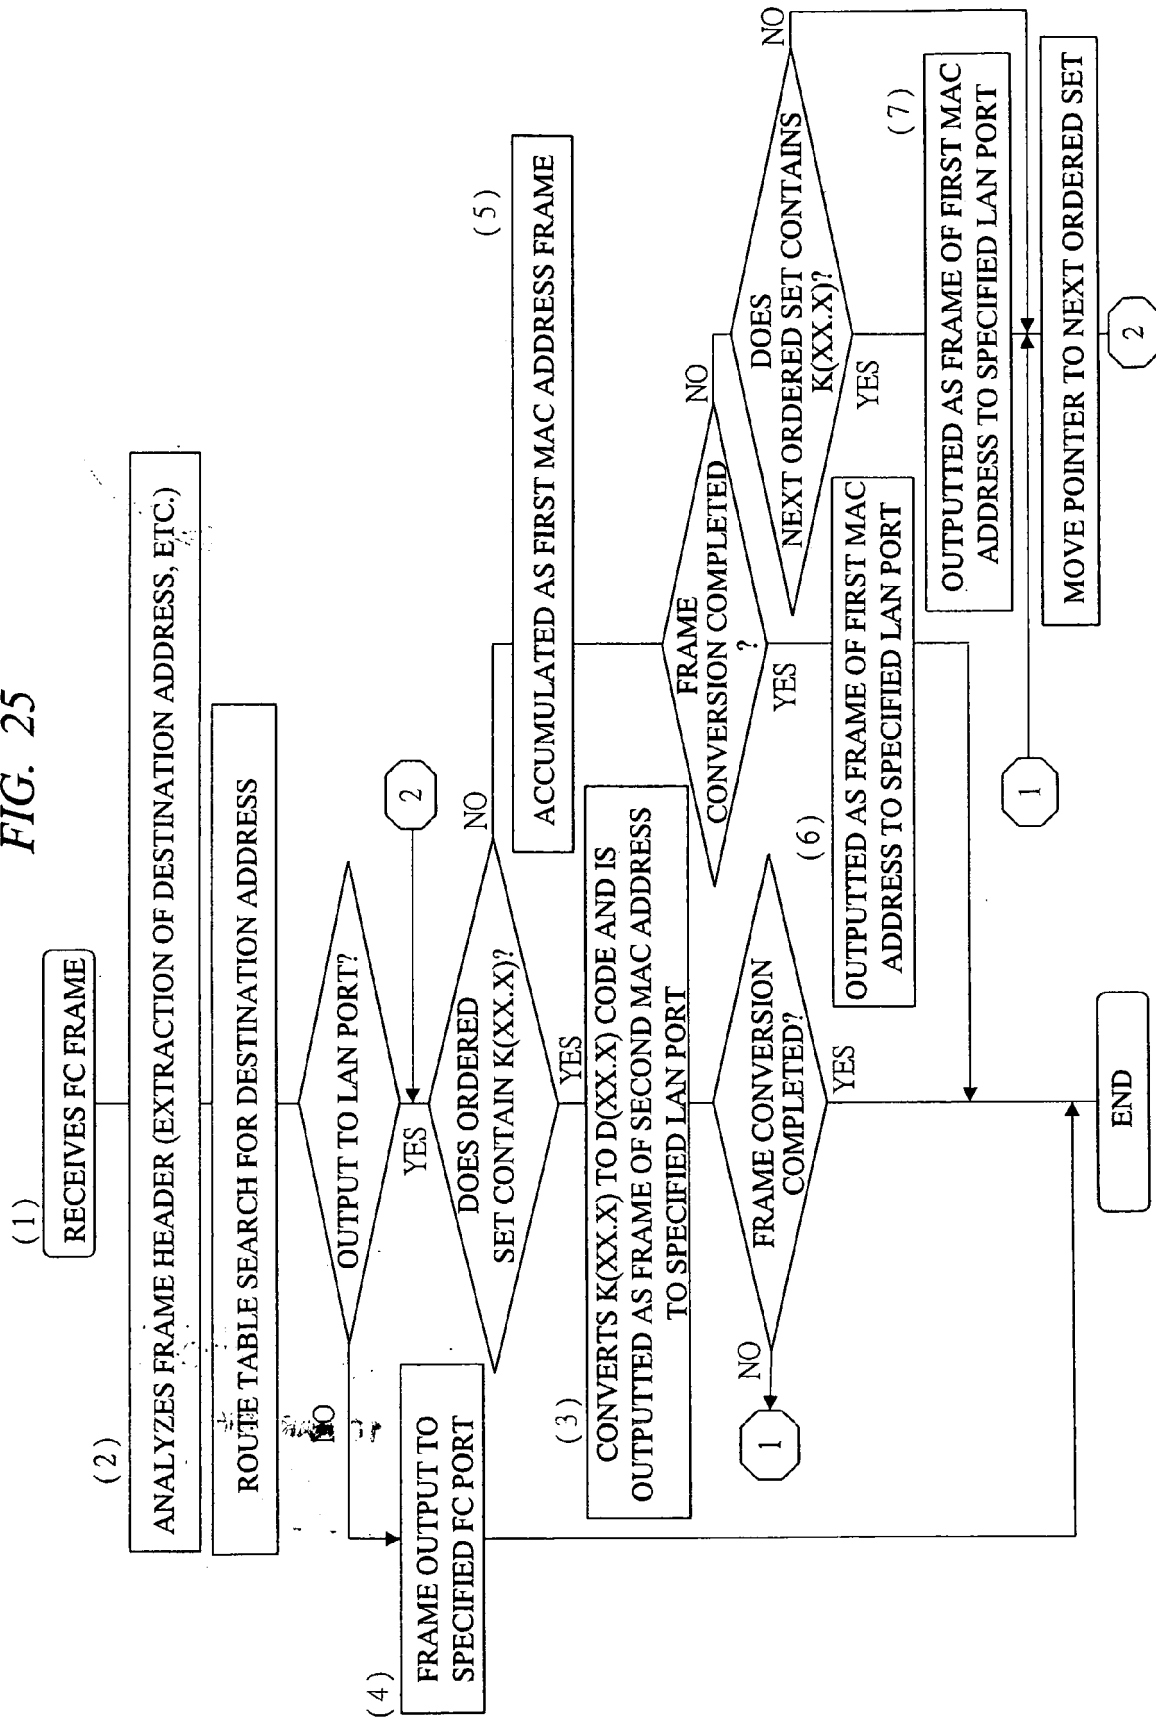 FIG. 25
(1)
RECEIVES FC FRAME
(2)
ANALYZES FRAME HEADER (EXTRACTION OF DESTINATION ADDRESS, ETC.)
ROUTE TABLE SEARCH FOR DESTINATION ADDRESS
OUTPUT TO LAN PORT?
NO
YES
(4)
FRAME OUTPUT TO
SPECIFIED FC PORT
2
DOES ORDERED
SET CONTAIN K(XX.X)?
NO
YES
(3)
CONVERTS K(XX.X) TO D(XX.X) CODE AND IS
OUTPUTTED AS FRAME OF SECOND MAC ADDRESS
TO SPECIFIED LAN PORT
FRAME CONVERSION
COMPLETED?
NO
1
YES
END
(5)
ACCUMULATED AS FIRST MAC ADDRESS FRAME
FRAME
CONVERSION COMPLETED
?
NO
YES
(6)
OUTPUTTED AS FRAME OF FIRST MAC
ADDRESS TO SPECIFIED LAN PORT
DOES
NEXT ORDERED SET CONTAINS
K(XX.X)?
NO
YES
(7)
OUTPUTTED AS FRAME OF FIRST MAC
ADDRESS TO SPECIFIED LAN PORT
1
MOVE POINTER TO NEXT ORDERED SET
2